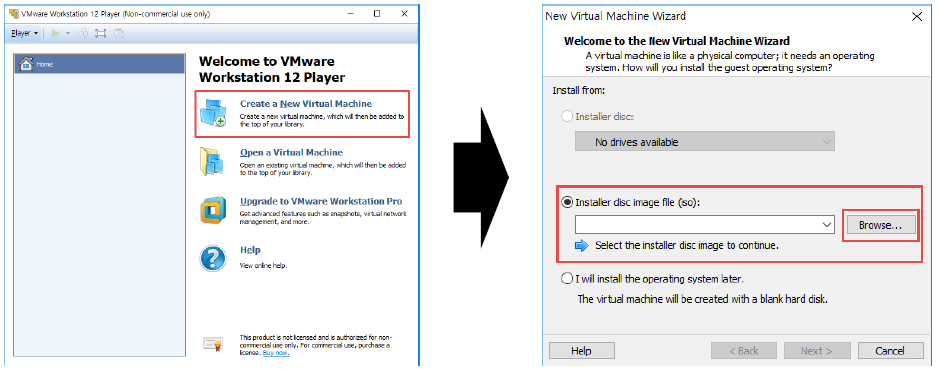 VMware Workstation 12 Player (Non-commercial use only)
Player
Home
Welcome to VMware
Workstation 12 Player
Create a New Virtual Machine
Create a new virtual machine, which will then be added to
the top of your library.
Open a Virtual Machine
Open an existing virtual machine, which will then be added
to the top of your library.
Upgrade to VMware Workstation Pro
Get advanced features such as snapshots, virtual network
management, and more.
Help
View online help.
This product is not licensed and is authorized for non-
commercial use only. For commercial use, purchase a
license. Buy now.
New Virtual Machine Wizard
Welcome to the New Virtual Machine Wizard
A virtual machine is like a physical computer; it needs an operating
system. How will you install the guest operating system?
Install from:
Installer disc:
No drives available
Installer disc image file (iso):
Browse...
Select the installer disc image to continue.
I will install the operating system later.
The virtual machine will be created with a blank hard disk.
Help
< Back
Next >
Cancel